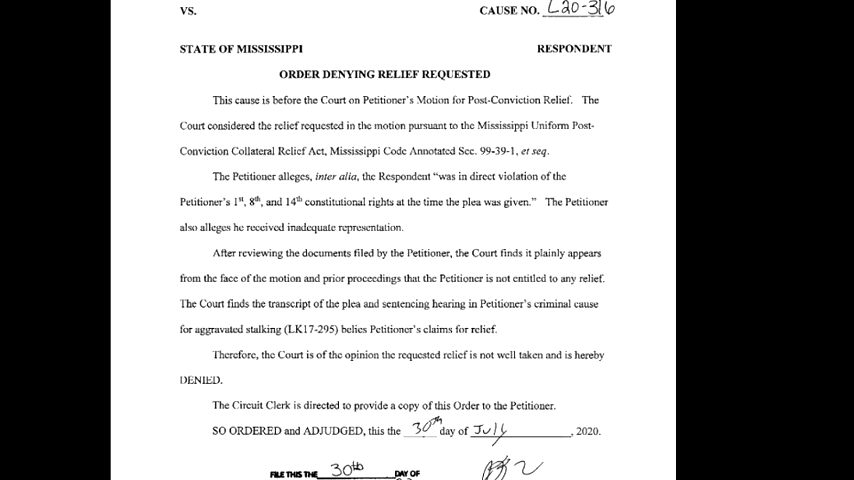 VS.
CAUSE NO. L20-316
STATE OF MISSISSIPPI
RESPONDENT
ORDER DENYING RELIEF REQUESTED
This cause is before the Court on Petitioner's Motion for Post-Conviction Relief. The
Court considered the relief requested in the motion pursuant to the Mississippi Uniform Post-
Conviction Collateral Relief Act, Mississippi Code Annotated Sec. 99-39-1, et seq.
The Petitioner alleges, inter alia, the Respondent “was in direct violation of the
Petitioner's 1st, 8th, and 14th constitutional rights at the time the plea was given.” The Petitioner
also alleges he received inadequate representation.
After reviewing the documents filed by the Petitioner, the Court finds it plainly appears
from the face of the motion and prior proceedings that the Petitioner is not entitled to any relief.
The Court finds the transcript of the plea and sentencing hearing in Petitioner's criminal cause
for aggravated stalking (LK17-295) belies Petitioner's claims for relief.
Therefore, the Court is of the opinion the requested relief is not well taken and is hereby
DENIED.
The Circuit Clerk is directed to provide a copy of this Order to the Petitioner.
SO ORDERED and ADJUDGED, this the 30th day of July, 2020.
FILE THIS THE 30th DAY OF